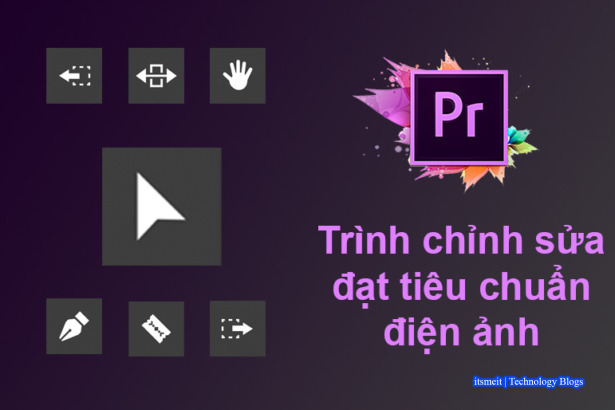 Pr
Trình chỉnh sửa
đạt tiêu chuẩn
điện ảnh
itsmeit | Technology Blogs